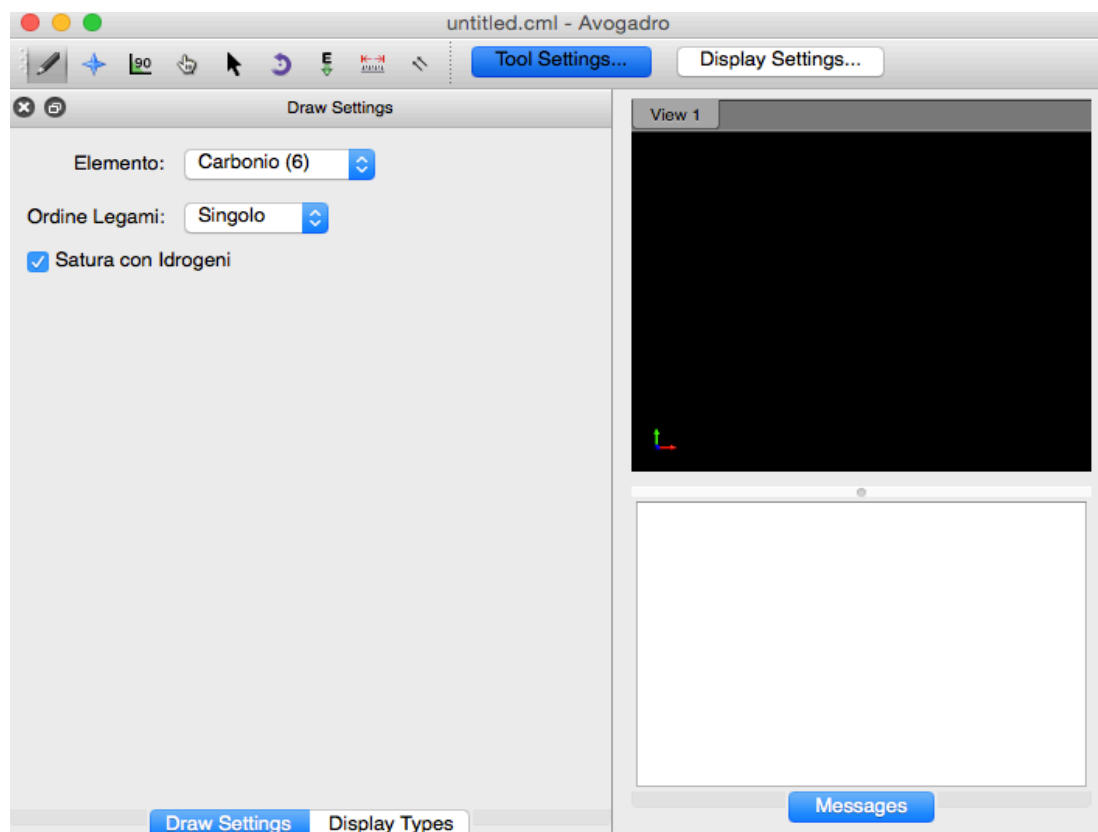 untitled.cml - Avogadro
90 E Tool Settings... Display Settings...
Draw Settings
View 1
Elemento: Carbonio (6)
Ordine Legami: Singolo
Satura con Idrogeni
Messages
Draw Settings Display Types